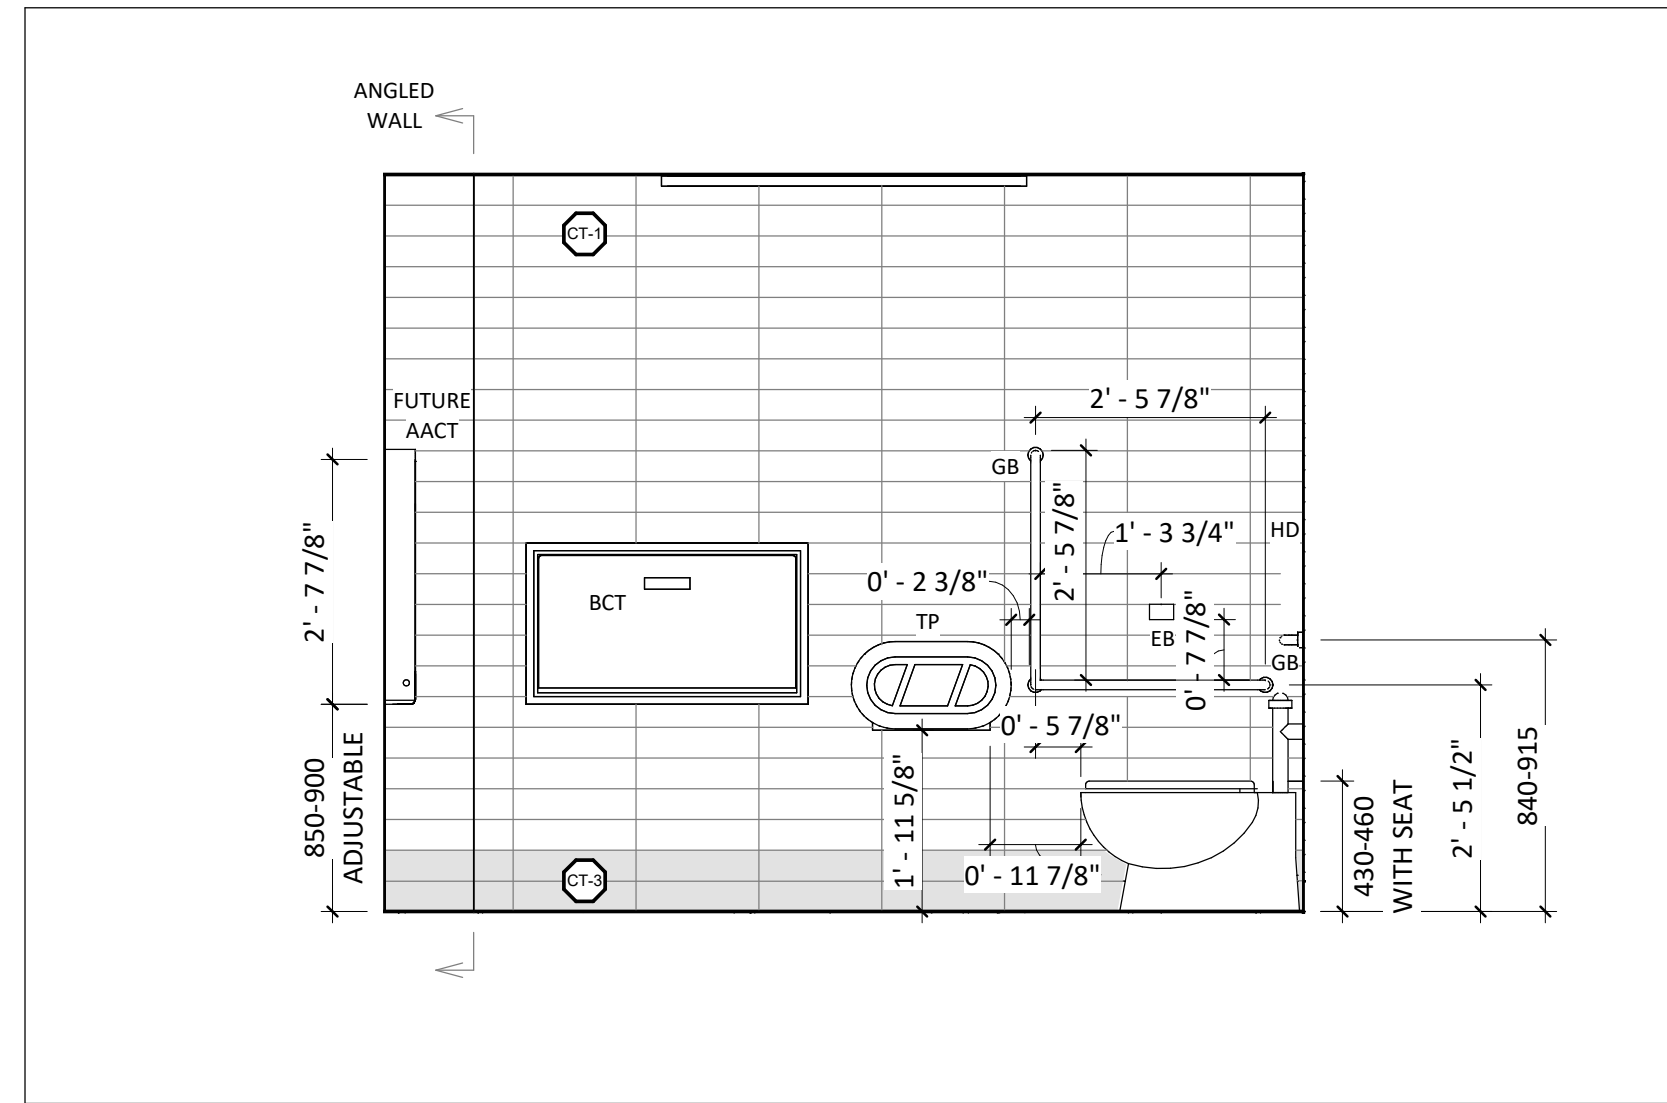 ANGLED
WALL
CT-1
FUTURE
AACT
2' - 5 7/8"
GB
2' - 5 7/8"
1' - 3 3/4"
HD
2' - 7 7/8"
0' - 2 3/8"
BCT
TP
EB
0' - 7 7/8"
GB
0' - 5 7/8"
850-900
ADJUSTABLE
1' - 11 5/8"
0' - 11 7/8"
CT-3
430-460
WITH SEAT
2' - 5 1/2"
840-915